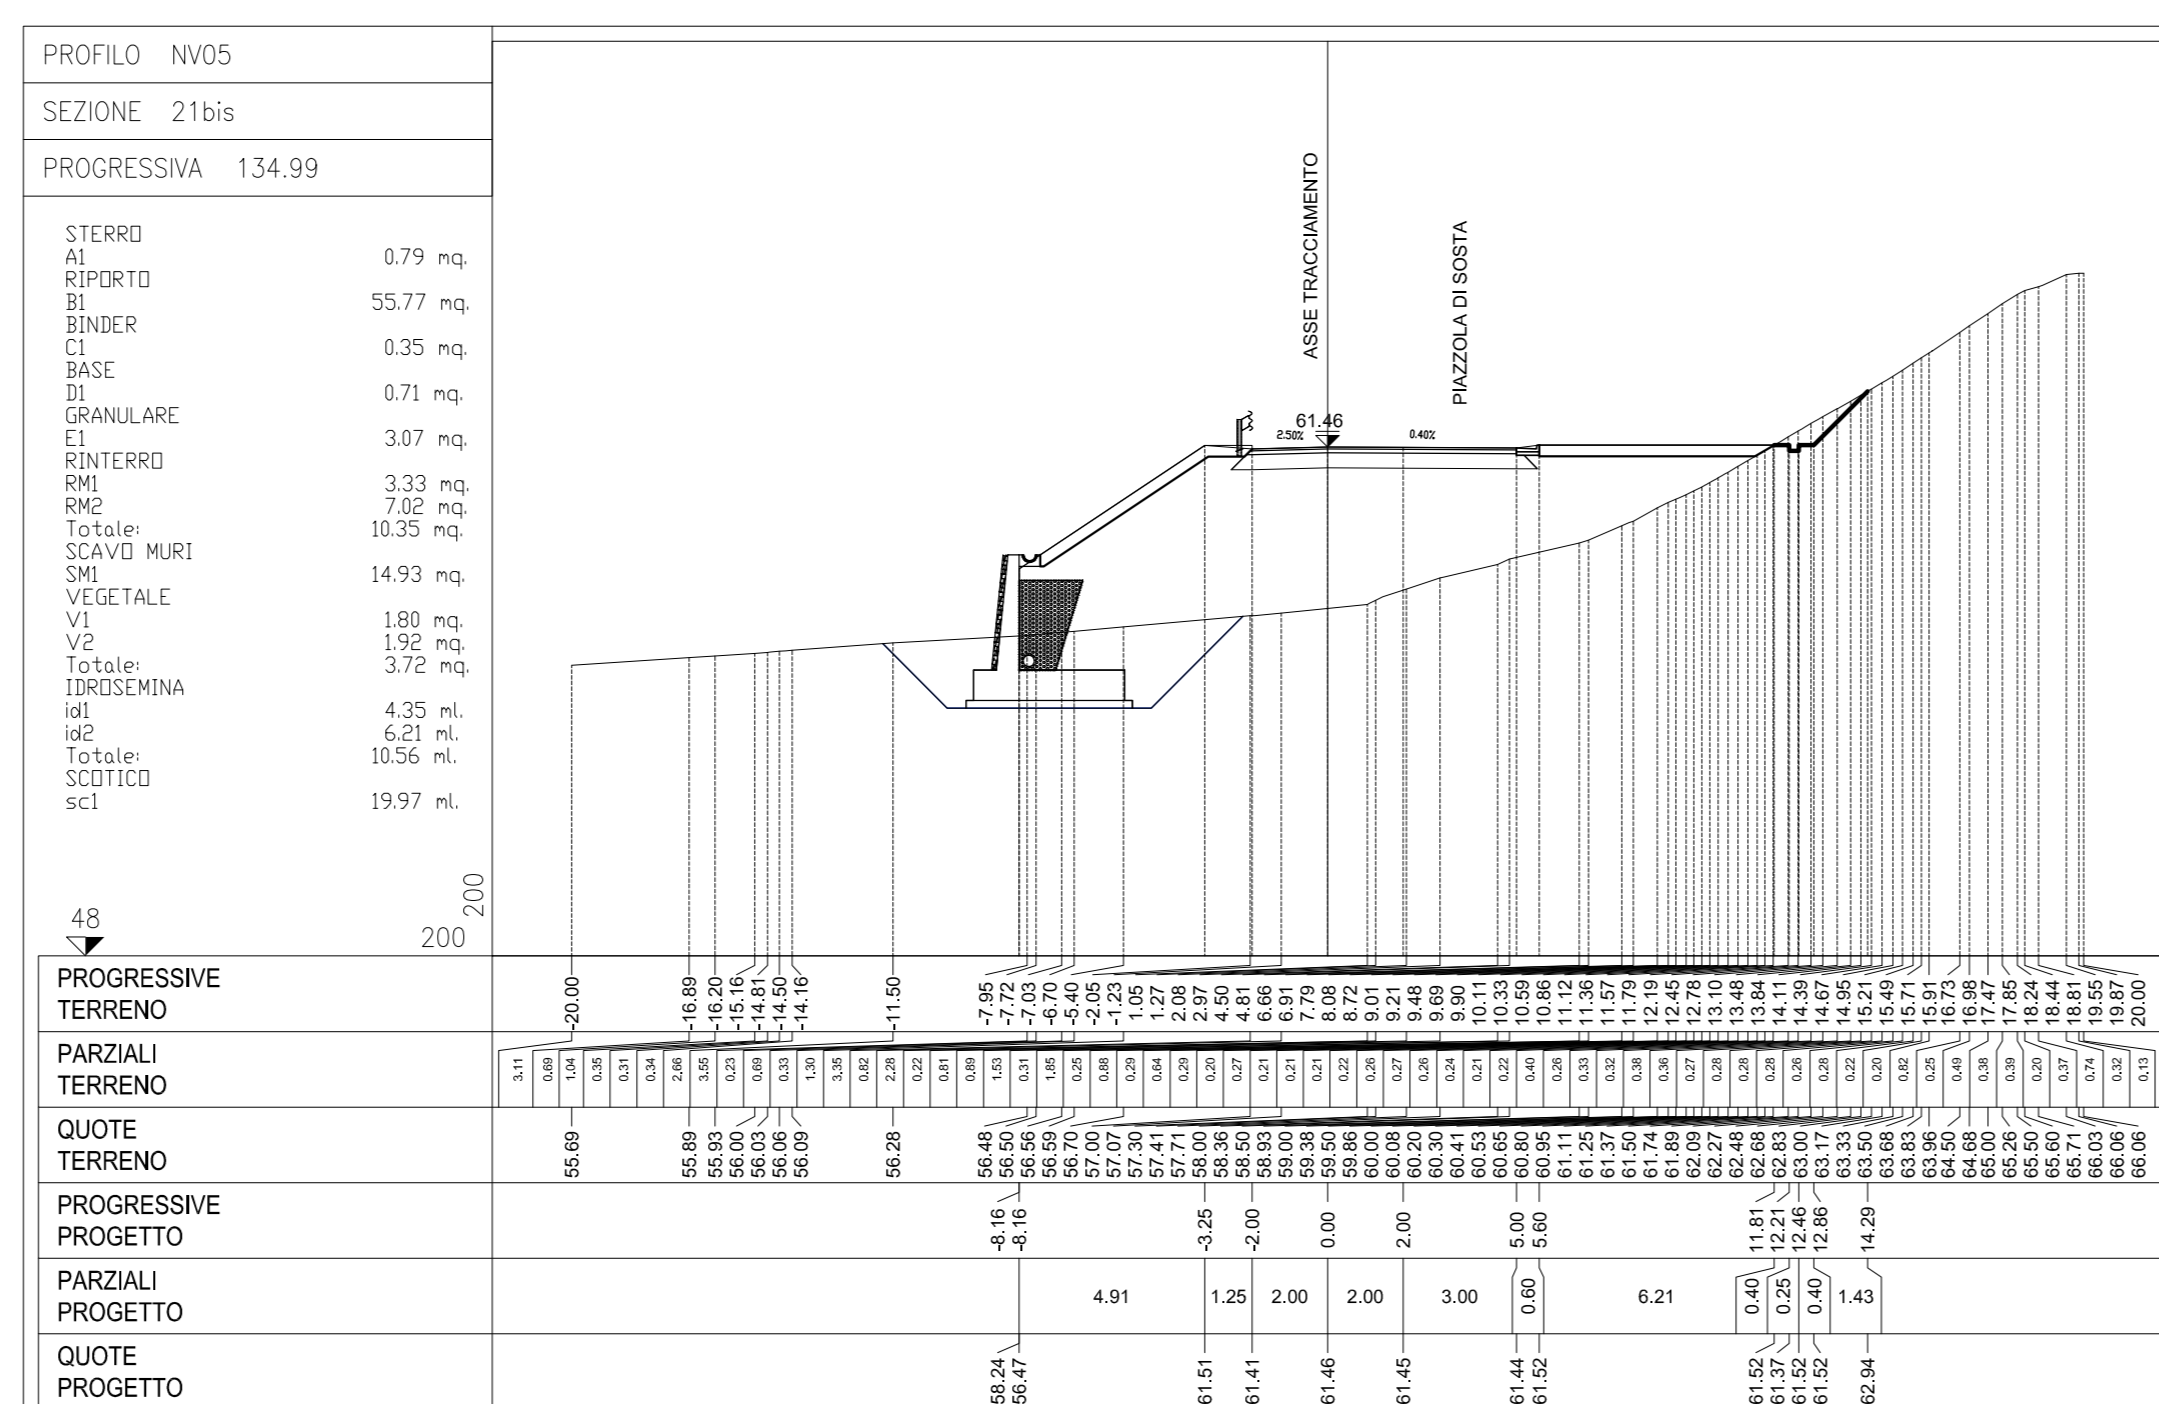 PROFILO NV05
SEZIONE 21bis
PROGRESSIVA 134.99
STERRO
A1 0.79 mq.
RIPORTO
B1 55.77 mq.
BINDER
C1 0.35 mq.
BASE
D1 0.71 mq.
GRANULARE
E1 3.07 mq.
RINTERRO
RM1 3.33 mq.
RM2 7.02 mq.
Totale: 10.35 mq.
SCAVO MURI
SM1 14.93 mq.
VEGETALE
V1 1.80 mq.
V2 1.92 mq.
Totale: 3.72 mq.
IDROSEMINA
id1 4.35 ml.
id2 6.21 ml.
Totale: 10.56 ml.
SCOTICO
sc1 19.97 ml.
200
48
200
ASSE TRACCIAMENTO
PIAZZOLA DI SOSTA
61.46
2.50%
0.40%
PROGRESSIVE
TERRENO
-20.00 -16.89 -16.20 -15.16 -14.81 -14.50 -14.16 -11.50 -7.95 -7.72 -7.03 -6.70 -5.40 -2.05 -1.23 1.05 1.27 2.08 2.97 4.50 4.81 6.66 6.91 7.79 8.08 8.72 9.01 9.21 9.48 9.69 9.90 10.11 10.33 10.59 10.86 11.12 11.36 11.57 11.79 12.19 12.45 12.78 13.10 13.48 13.84 14.11 14.39 14.67 14.95 15.21 15.49 15.71 15.91 16.73 16.98 17.47 17.85 18.24 18.44 18.81 19.55 19.87 20.00
PARZIALI
TERRENO
3.11 0.69 1.04 0.35 0.31 0.34 2.66 3.55 0.23 0.69 0.33 1.30 3.35 0.82 2.28 0.22 0.81 0.89 1.53 0.31 1.85 0.25 0.88 0.29 0.64 0.29 0.20 0.27 0.21 0.21 0.21 0.22 0.26 0.27 0.26 0.24 0.21 0.22 0.40 0.26 0.33 0.32 0.38 0.36 0.27 0.28 0.28 0.28 0.26 0.28 0.22 0.20 0.82 0.25 0.49 0.38 0.39 0.20 0.37 0.74 0.32 0.13
QUOTE
TERRENO
55.69 55.89 55.93 56.00 56.03 56.06 56.09 56.28 56.48 56.50 56.56 56.59 56.70 57.00 57.07 57.30 57.41 57.71 58.00 58.36 58.50 58.93 59.00 59.38 59.50 59.86 60.00 60.08 60.20 60.30 60.41 60.53 60.65 60.80 60.95 61.11 61.25 61.37 61.50 61.74 61.89 62.09 62.27 62.48 62.68 62.83 63.00 63.17 63.33 63.50 63.68 63.83 63.96 64.50 64.68 65.00 65.26 65.50 65.60 65.71 66.03 66.06 66.06
PROGRESSIVE
PROGETTO
-8.16 -8.16 -3.25 -2.00 0.00 2.00 5.00 5.60 11.81 12.21 12.46 12.86 14.29
PARZIALI
PROGETTO
4.91 1.25 2.00 2.00 3.00 0.60 6.21 0.40 0.25 0.40 1.43
QUOTE
PROGETTO
58.24 56.47 61.51 61.41 61.46 61.45 61.44 61.52 61.52 61.37 61.52 61.52 62.94